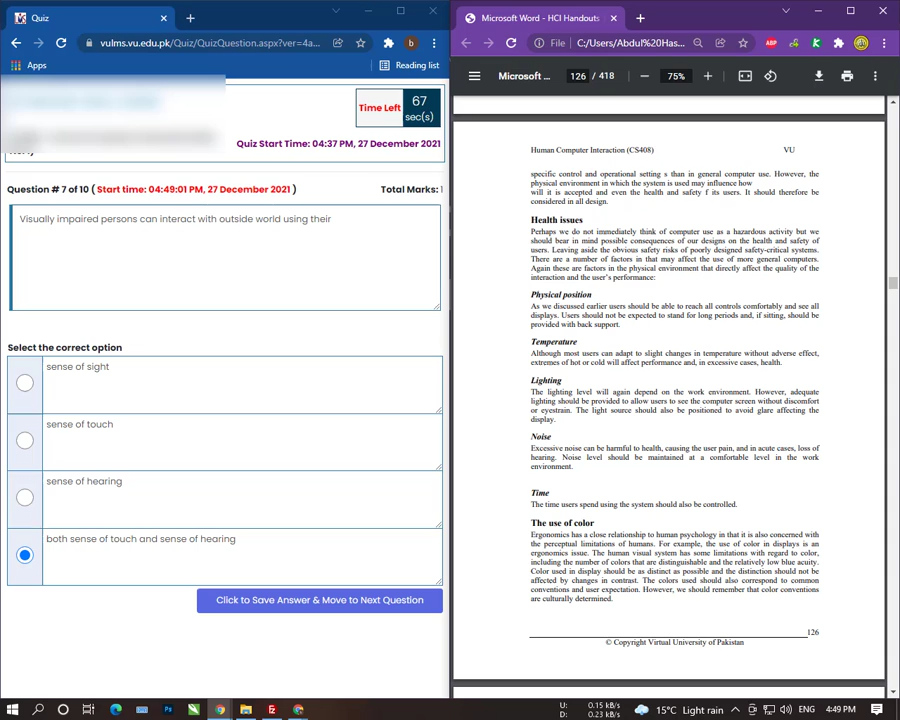 Quiz
Microsoft Word - HCI Handouts
vulms.vu.edu.pk/Quiz/QuizQuestion.aspx?ver=4a...
b
File
C:/Users/Abdul%20Has...
ABP
Apps
Reading list
Microsoft ...
126 / 418
75%
Time Left
67
sec(s)
Quiz Start Time: 04:37 PM, 27 December 2021
Question # 7 of 10 ( Start time: 04:49:01 PM, 27 December 2021 )
Total Marks: 1
Visually impaired persons can interact with outside world using their
Select the correct option
sense of sight
sense of touch
sense of hearing
both sense of touch and sense of hearing
Click to Save Answer & Move to Next Question
Human Computer Interaction (CS408)
VU
specific control and operational setting s than in general computer use. However, the
physical environment in which the system is used may influence how
will it is accepted and even the health and safety f its users. It should therefore be
considered in all design.
Health issues
Perhaps we do not immediately think of computer use as a hazardous activity but we
should bear in mind possible consequences of our designs on the health and safety of
users. Leaving aside the obvious safety risks of poorly designed safety-critical systems.
There are a number of factors in that may affect the use of more general computers.
Again these are factors in the physical environment that directly affect the quality of the
interaction and the user's performance:
Physical position
As we discussed earlier users should be able to reach all controls comfortably and see all
displays. Users should not be expected to stand for long periods and, if sitting, should be
provided with back support.
Temperature
Although most users can adapt to slight changes in temperature without adverse effect,
extremes of hot or cold will affect performance and, in excessive cases, health.
Lighting
The lighting level will again depend on the work environment. However, adequate
lighting should be provided to allow users to see the computer screen without discomfort
or eyestrain. The light source should also be positioned to avoid glare affecting the
display.
Noise
Excessive noise can be harmful to health, causing the user pain, and in acute cases, loss of
hearing. Noise level should be maintained at a comfortable level in the work
environment.
Time
The time users spend using the system should also be controlled.
The use of color
Ergonomics has a close relationship to human psychology in that it is also concerned with
the perceptual limitations of humans. For example, the use of color in displays is an
ergonomics issue. The human visual system has some limitations with regard to color,
including the number of colors that are distinguishable and the relatively low blue acuity.
Color used in display should be as distinct as possible and the distinction should not be
affected by changes in contrast. The colors used should also correspond to common
conventions and user expectation. However, we should remember that color conventions
are culturally determined.
126
© Copyright Virtual University of Pakistan
U: 0.15 kB/s
D: 0.23 kB/s
15°C Light rain
ENG
4:49 PM